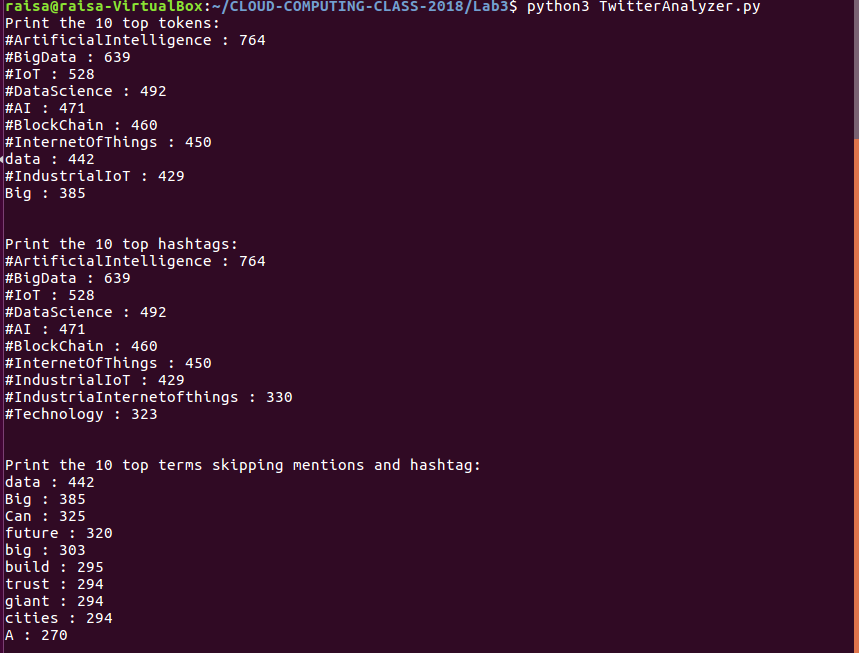 raisa@raisa-VirtualBox:~/CLOUD-COMPUTING-CLASS-2018/Lab3$ python3 TwitterAnalyzer.py
Print the 10 top tokens:
#ArtificialIntelligence : 764
#BigData : 639
#IoT : 528
#DataScience : 492
#AI : 471
#BlockChain : 460
#InternetOfThings : 450
data : 442
#IndustrialIoT : 429
Big : 385
Print the 10 top hashtags:
#ArtificialIntelligence : 764
#BigData : 639
#IoT : 528
#DataScience : 492
#AI : 471
#BlockChain : 460
#InternetOfThings : 450
#IndustrialIoT : 429
#IndustriaInternetofthings : 330
#Technology : 323
Print the 10 top terms skipping mentions and hashtag:
data : 442
Big : 385
Can : 325
future : 320
big : 303
build : 295
trust : 294
giant : 294
cities : 294
A : 270